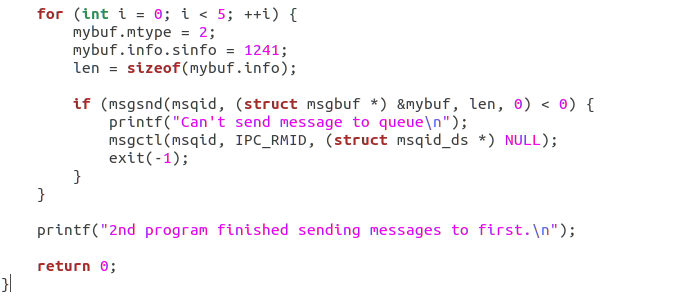 for (int i = 0; i < 5; ++i) {
mybuf.mtype = 2;
mybuf.info.sinfo = 1241;
len = sizeof(mybuf.info);
if (msgsnd(msqid, (struct msgbuf *) &mybuf, len, 0) < 0) {
printf("Can't send message to queue\n");
msgctl(msqid, IPC_RMID, (struct msqid_ds *) NULL);
exit(-1);
}
}
printf("2nd program finished sending messages to first.\n");
return 0;
}